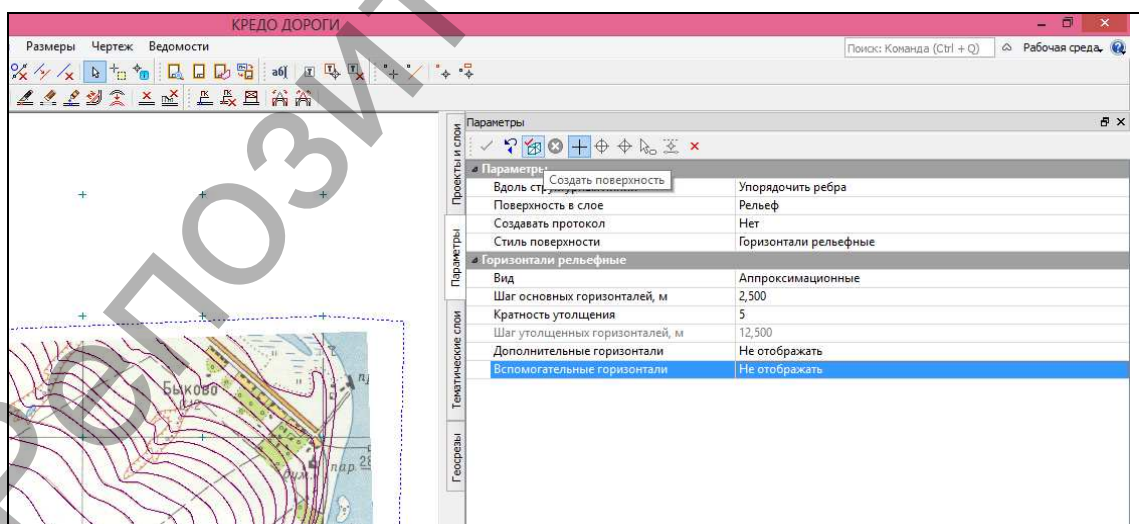 КРЕДО ДОРОГИ
Размеры Чертеж Ведомости
Поиск: Команда (Ctrl + Q)
Рабочая среда
абf
Параметры
Параметры
Создать поверхность
Упорядочить ребра
Поверхность в слое Рельеф
Создавать протокол Нет
Стиль поверхности Горизонтали рельефные
Горизонтали рельефные
Вид Аппроксимационные
Шаг основных горизонталей, м 2,500
Кратность утолщения 5
Шаг утолщенных горизонталей, м 12,500
Дополнительные горизонтали Не отображать
Вспомогательные горизонтали Не отображать
Проекты и слои
Параметры
Тематические слои
Геосрезы
Быково
пар.
Репозит